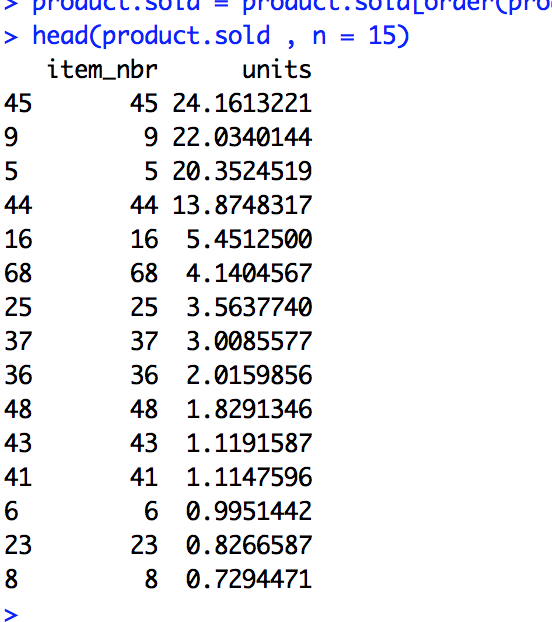 > product.sold = product.sold[order(pro
> head(product.sold , n = 15)
item_nbr units
45 45 24.1613221
9 9 22.0340144
5 5 20.3524519
44 44 13.8748317
16 16 5.4512500
68 68 4.1404567
25 25 3.5637740
37 37 3.0085577
36 36 2.0159856
48 48 1.8291346
43 43 1.1191587
41 41 1.1147596
6 6 0.9951442
23 23 0.8266587
8 8 0.7294471
>